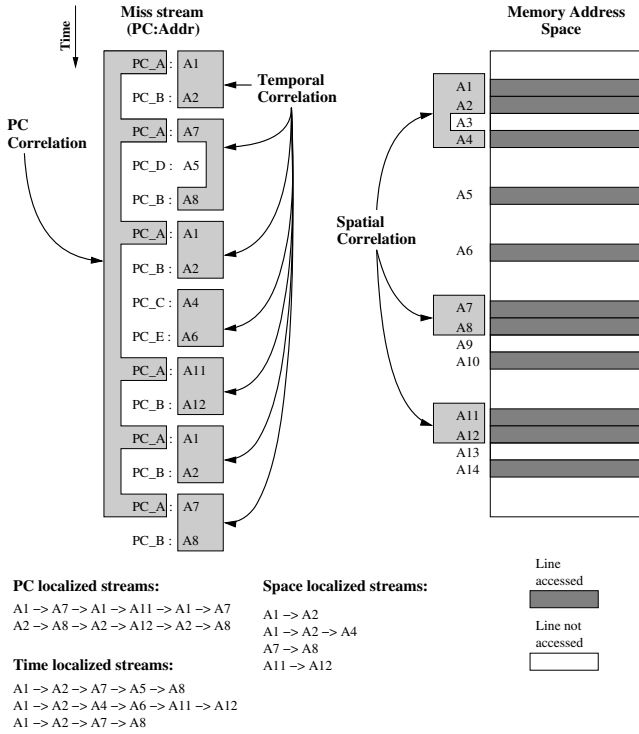 Time
Miss stream
(PC:Addr)
PC_A : A1
PC_B : A2
PC_A : A7
PC_D : A5
PC_B : A8
PC_A : A1
PC_B : A2
PC_C : A4
PC_E : A6
PC_A : A11
PC_B : A12
PC_A : A1
PC_B : A2
PC_A : A7
PC_B : A8
PC
Correlation
Temporal
Correlation
Memory Address
Space
A1
A2
A3
A4
A5
A6
A7
A8
A9
A10
A11
A12
A13
A14
Spatial
Correlation
PC localized streams:
A1 −> A7 −> A1 −> A11 −> A1 −> A7
A2 −> A8 −> A2 −> A12 −> A2 −> A8
Time localized streams:
A1 −> A2 −> A7 −> A5 −> A8
A1 −> A2 −> A4 −> A6 −> A11 −> A12
A1 −> A2 −> A7 −> A8
Space localized streams:
A1 −> A2
A1 −> A2 −> A4
A7 −> A8
A11 −> A12
Line
accessed
Line not
accessed